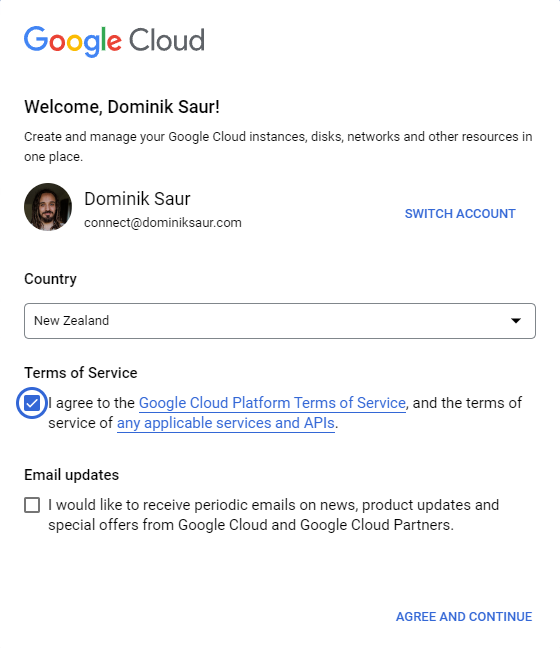 Google Cloud
Welcome, Dominik Saur!
Create and manage your Google Cloud instances, disks, networks and other resources in
one place.
Dominik Saur
connect@dominiksaur.com
SWITCH ACCOUNT
Country
New Zealand
Terms of Service
I agree to the Google Cloud Platform Terms of Service, and the terms of
service of any applicable services and APIs.
Email updates
I would like to receive periodic emails on news, product updates and
special offers from Google Cloud and Google Cloud Partners.
AGREE AND CONTINUE